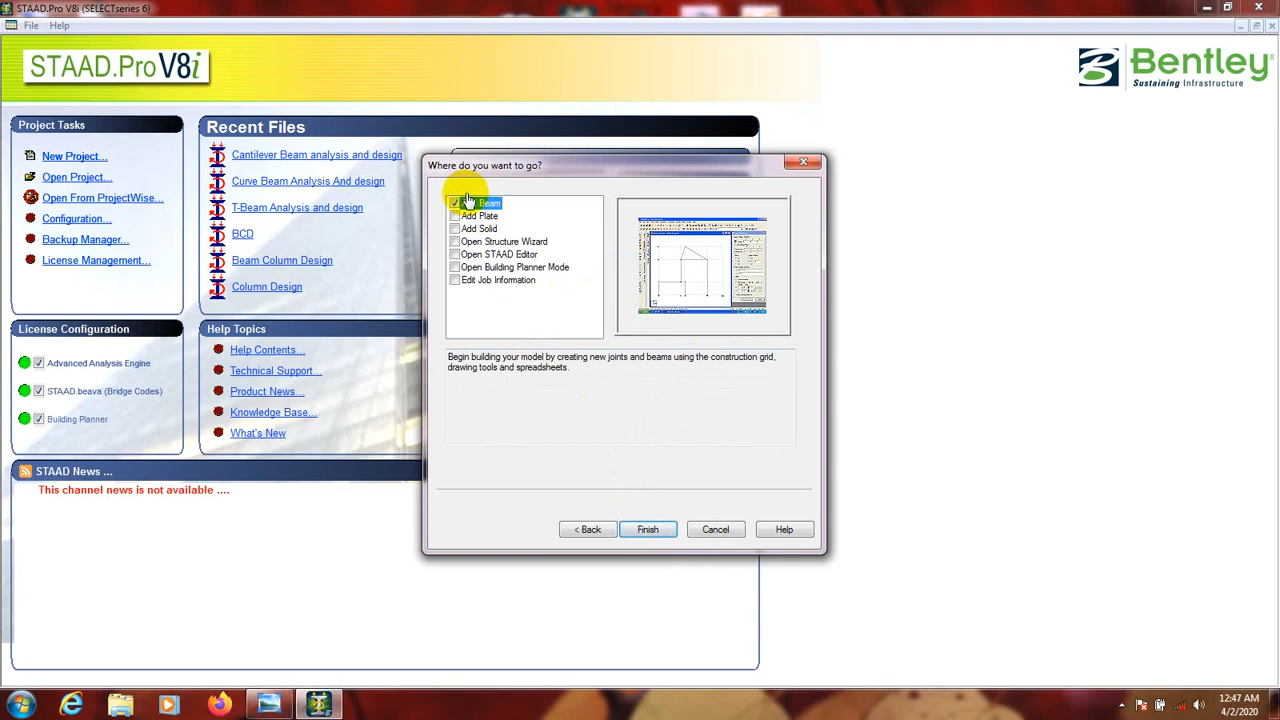 STAAD.Pro V8i (SELECTseries 6)
File Help
STAAD.Pro V8i
Bentley
Sustaining Infrastructure
Project Tasks
New Project...
Open Project...
Open From ProjectWise...
Configuration...
Backup Manager...
License Management...
Recent Files
Cantilever Beam analysis and design
Curve Beam Analysis And design
T-Beam Analysis and design
BCD
Beam Column Design
Column Design
License Configuration
Advanced Analysis Engine
STAAD.beava (Bridge Codes)
Building Planner
Help Topics
Help Contents...
Technical Support...
Product News...
Knowledge Base...
What's New
STAAD News ...
This channel news is not available ....
Where do you want to go?
Beam
Add Plate
Add Solid
Open Structure Wizard
Open STAAD Editor
Open Building Planner Mode
Edit Job Information
Begin building your model by creating new joints and beams using the construction grid,
drawing tools and spreadsheets.
< Back Finish Cancel Help
12:47 AM
4/2/2020